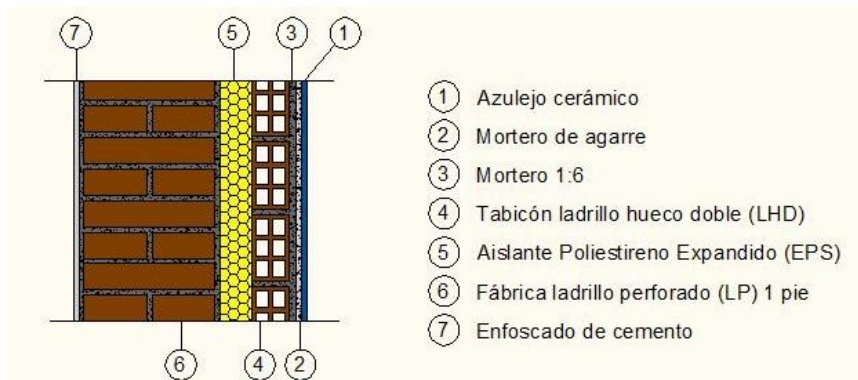 7 5 3 1
1 Azulejo cerámico
2 Mortero de agarre
3 Mortero 1:6
4 Tabicón ladrillo hueco doble (LHD)
5 Aislante Poliestireno Expandido (EPS)
6 Fábrica ladrillo perforado (LP) 1 pie
7 Enfoscado de cemento
6 4 2